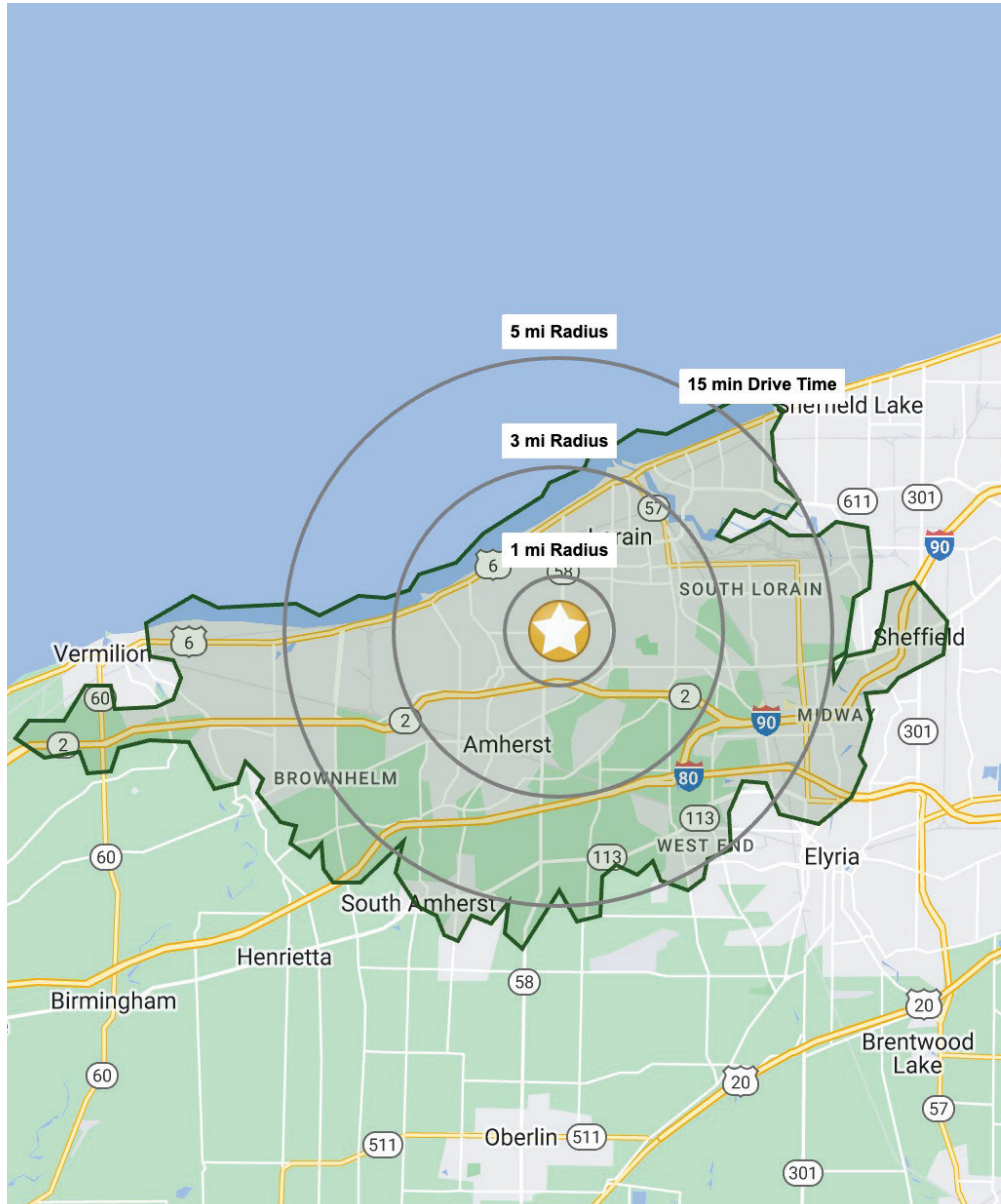 5 mi Radius
15 min Drive Time
Sheffield Lake
3 mi Radius
611
301
57
Lorain
90
1 mi Radius
6
58
SOUTH LORAIN
6
Vermilion
Sheffield
60
2
2
MIDWAY
90
2
301
Amherst
BROWNHELM
80
113
WEST END
60
113
Elyria
South Amherst
Henrietta
58
Birmingham
20
Brentwood
Lake
60
20
57
Oberlin
511
511
301